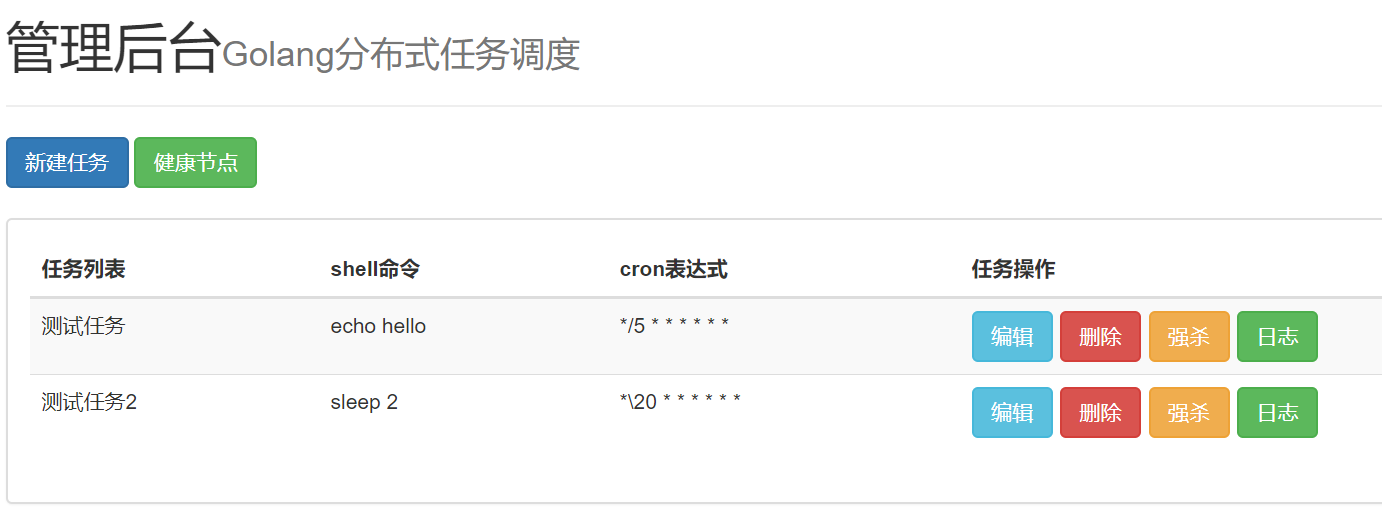 管理后台Golang分布式任务调度
新建任务 健康节点
任务列表 shell命令 cron表达式 任务操作
测试任务 echo hello */5 * * * * * * 编辑 删除 强杀 日志
测试任务2 sleep 2 *\20 * * * * * * 编辑 删除 强杀 日志